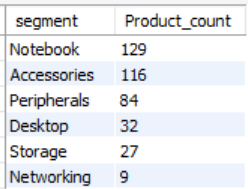 segment Product_count
Notebook 129
Accessories 116
Peripherals 84
Desktop 32
Storage 27
Networking 9